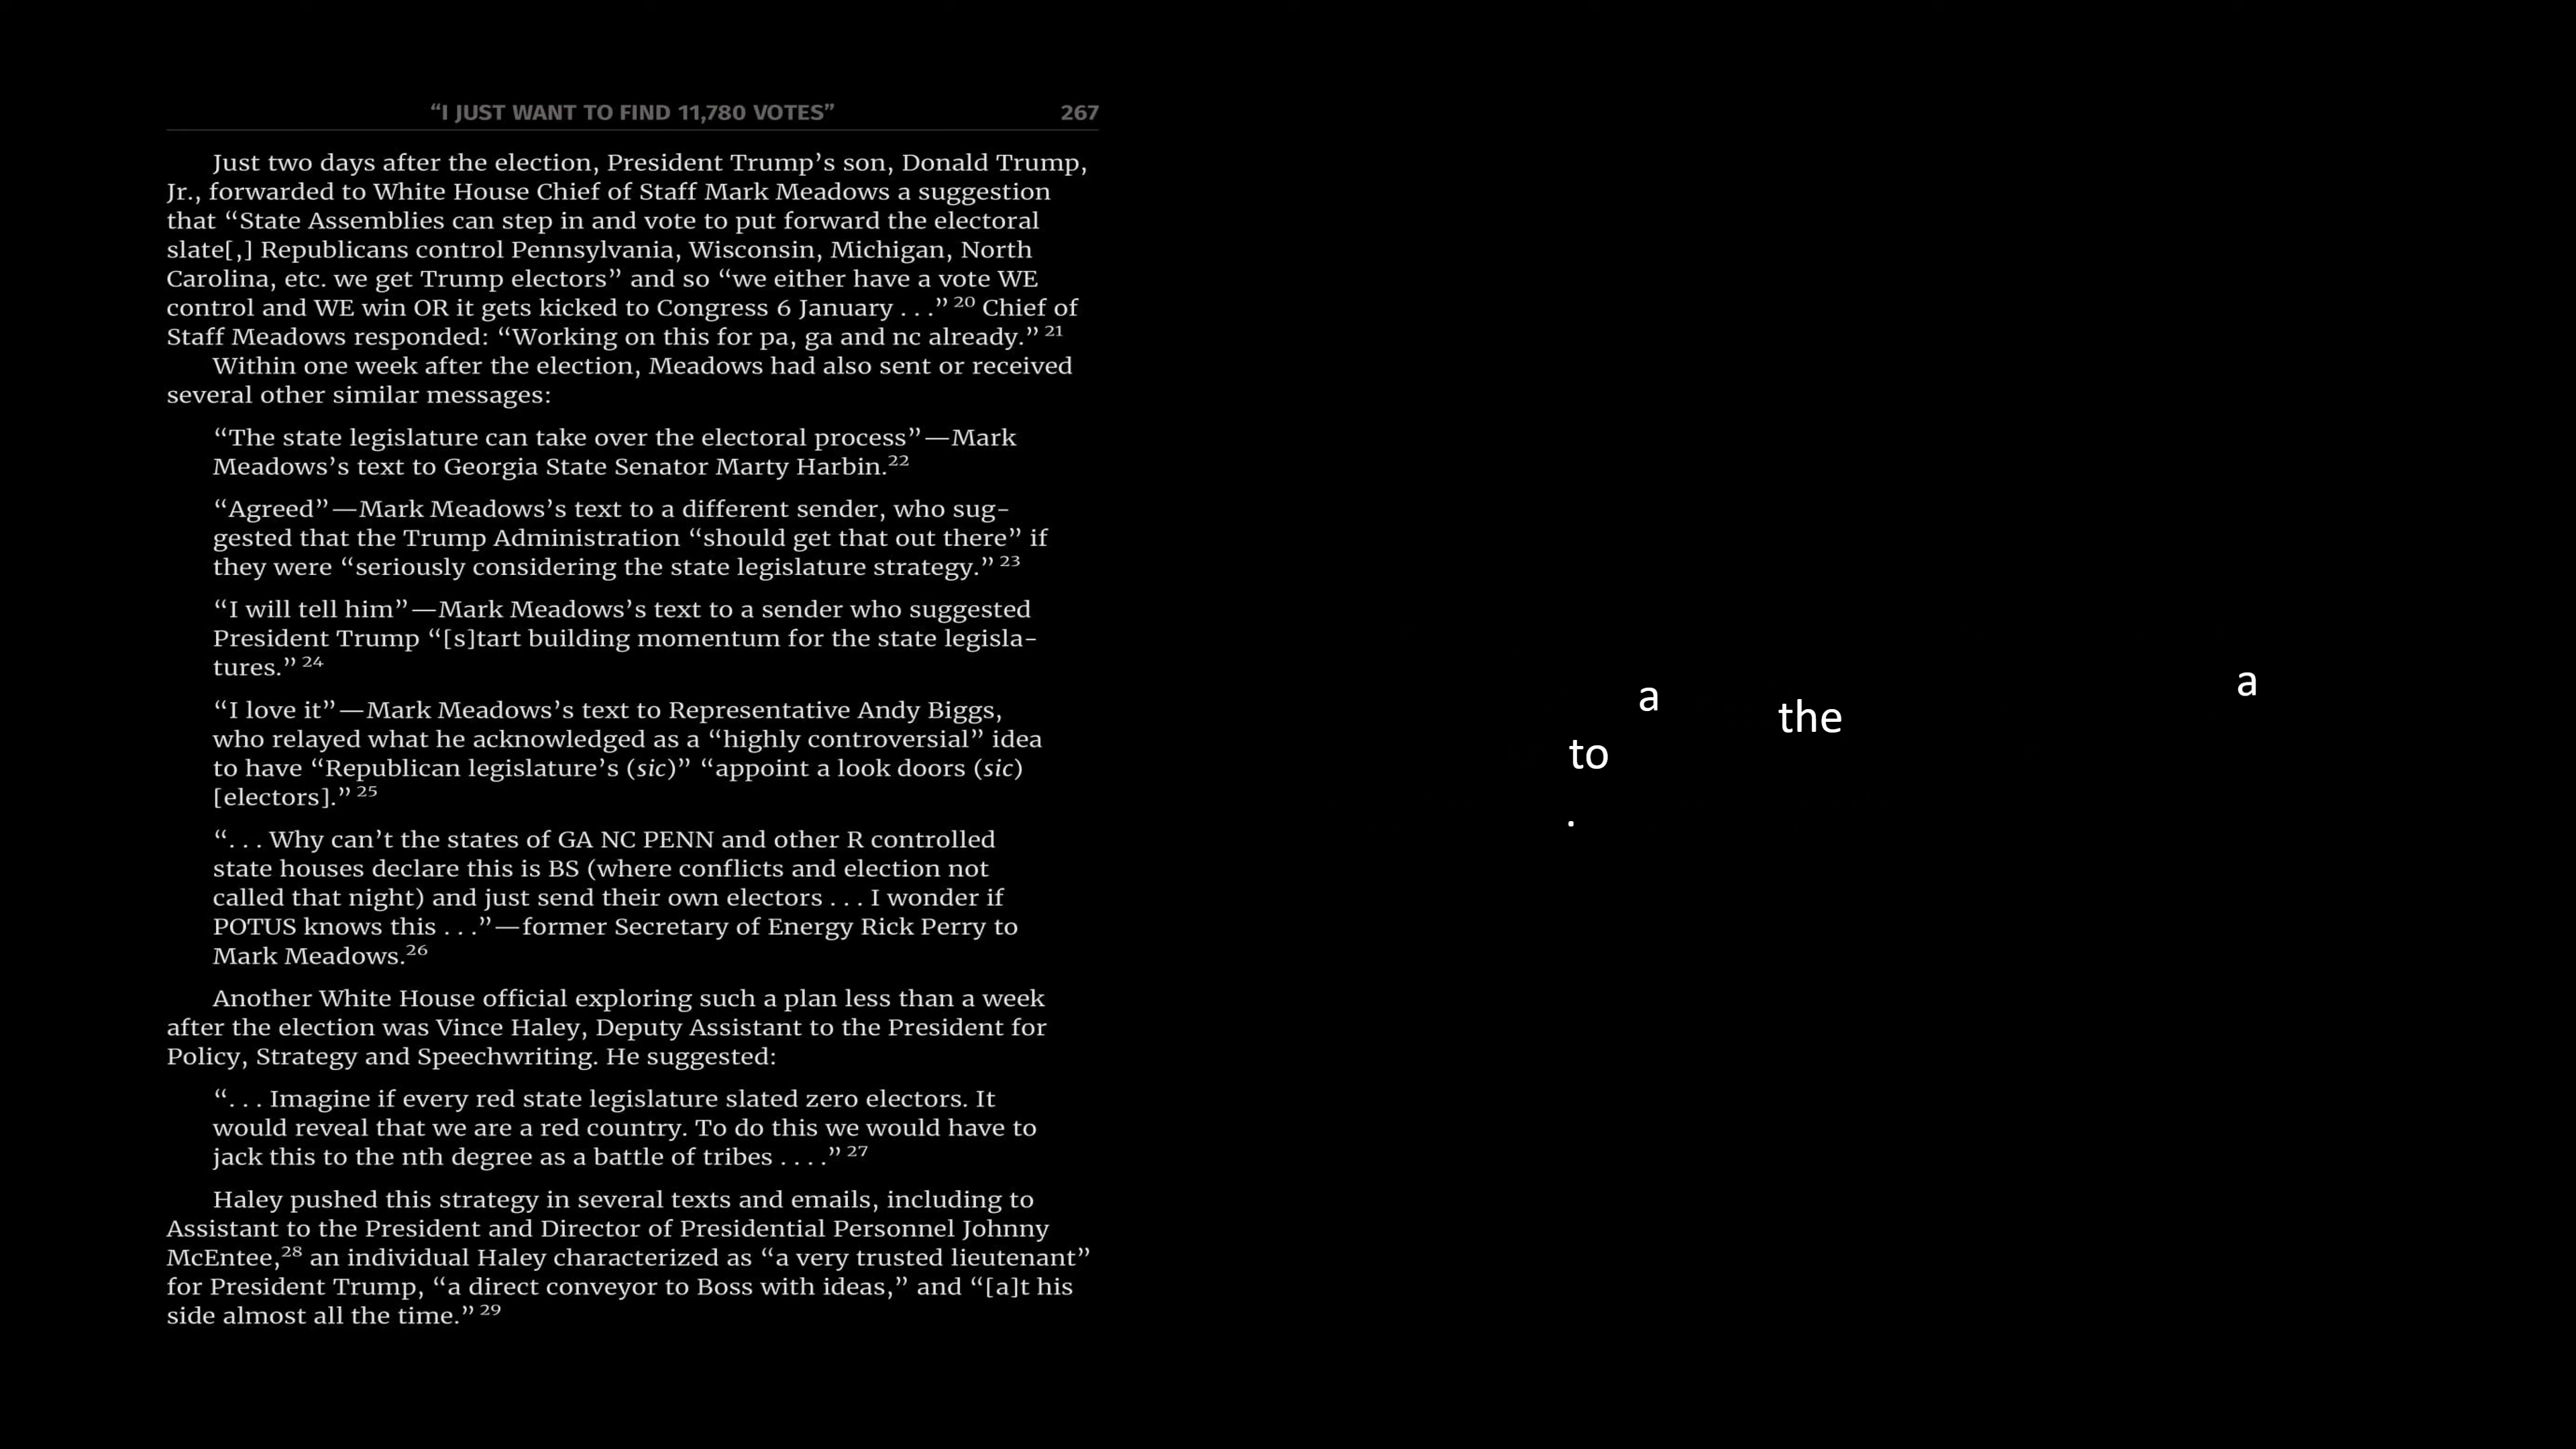 “I JUST WANT TO FIND 11,780 VOTES” 267
Just two days after the election, President Trump’s son, Donald Trump,
Jr., forwarded to White House Chief of Staff Mark Meadows a suggestion
that “State Assemblies can step in and vote to put forward the electoral
slate[,] Republicans control Pennsylvania, Wisconsin, Michigan, North
Carolina, etc. we get Trump electors” and so “we either have a vote WE
control and WE win OR it gets kicked to Congress 6 January . . .” 20 Chief of
Staff Meadows responded: “Working on this for pa, ga and nc already.” 21
Within one week after the election, Meadows had also sent or received
several other similar messages:
“The state legislature can take over the electoral process”—Mark
Meadows’s text to Georgia State Senator Marty Harbin.22
“Agreed”—Mark Meadows’s text to a different sender, who sug-
gested that the Trump Administration “should get that out there” if
they were “seriously considering the state legislature strategy.” 23
“I will tell him”—Mark Meadows’s text to a sender who suggested
President Trump “[s]tart building momentum for the state legisla-
tures.” 24
“I love it”—Mark Meadows’s text to Representative Andy Biggs,
who relayed what he acknowledged as a “highly controversial” idea
to have “Republican legislature’s (sic)” “appoint a look doors (sic)
[electors].” 25
“. . . Why can’t the states of GA NC PENN and other R controlled
state houses declare this is BS (where conflicts and election not
called that night) and just send their own electors . . . I wonder if
POTUS knows this . . .”—former Secretary of Energy Rick Perry to
Mark Meadows.26
Another White House official exploring such a plan less than a week
after the election was Vince Haley, Deputy Assistant to the President for
Policy, Strategy and Speechwriting. He suggested:
“. . . Imagine if every red state legislature slated zero electors. It
would reveal that we are a red country. To do this we would have to
jack this to the nth degree as a battle of tribes . . . .” 27
Haley pushed this strategy in several texts and emails, including to
Assistant to the President and Director of Presidential Personnel Johnny
McEntee,28 an individual Haley characterized as “a very trusted lieutenant”
for President Trump, “a direct conveyor to Boss with ideas,” and “[a]t his
side almost all the time.” 29
a the a
to
.